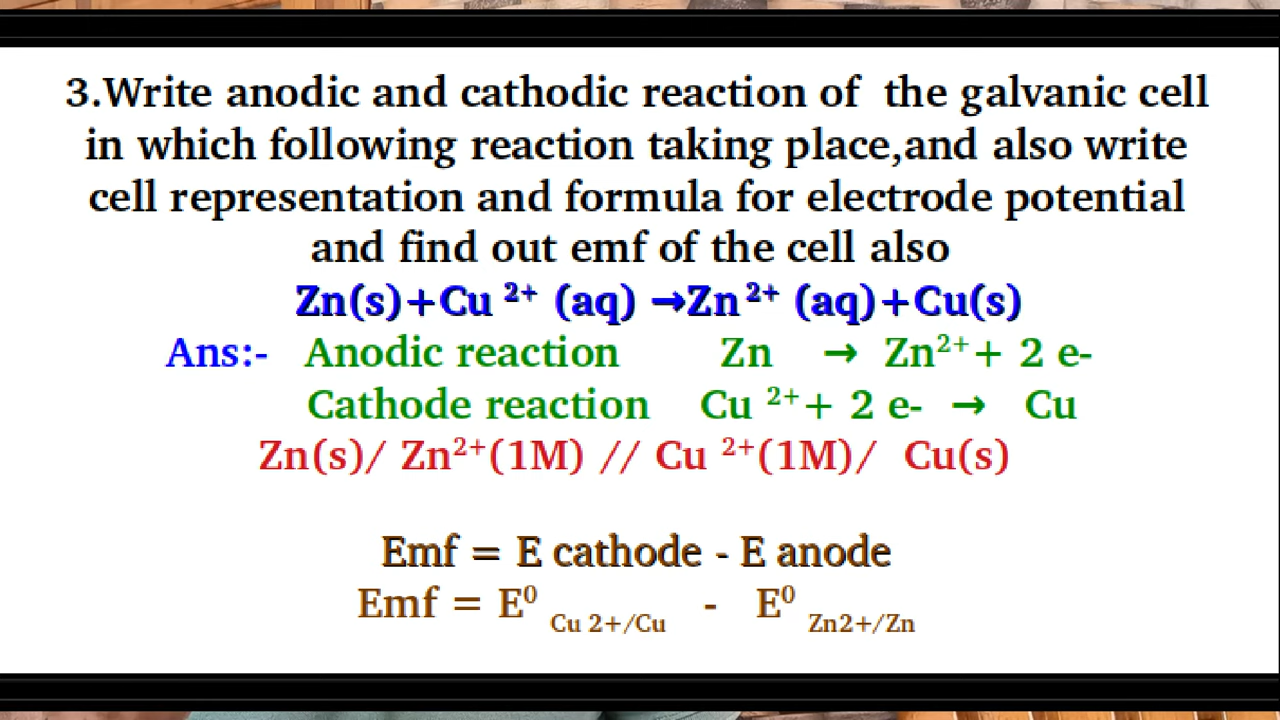 3.Write anodic and cathodic reaction of the galvanic cell
in which following reaction taking place,and also write
cell representation and formula for electrode potential
and find out emf of the cell also
Zn(s)+Cu ²⁺ (aq) →Zn²⁺ (aq)+Cu(s)
Ans:- Anodic reaction Zn → Zn²⁺+ 2 e-
Cathode reaction Cu ²⁺+ 2 e- → Cu
Zn(s)/ Zn²⁺(1M) // Cu ²⁺(1M)/ Cu(s)
Emf = E cathode - E anode
Emf = E⁰ Cu 2+/Cu - E⁰ Zn2+/Zn